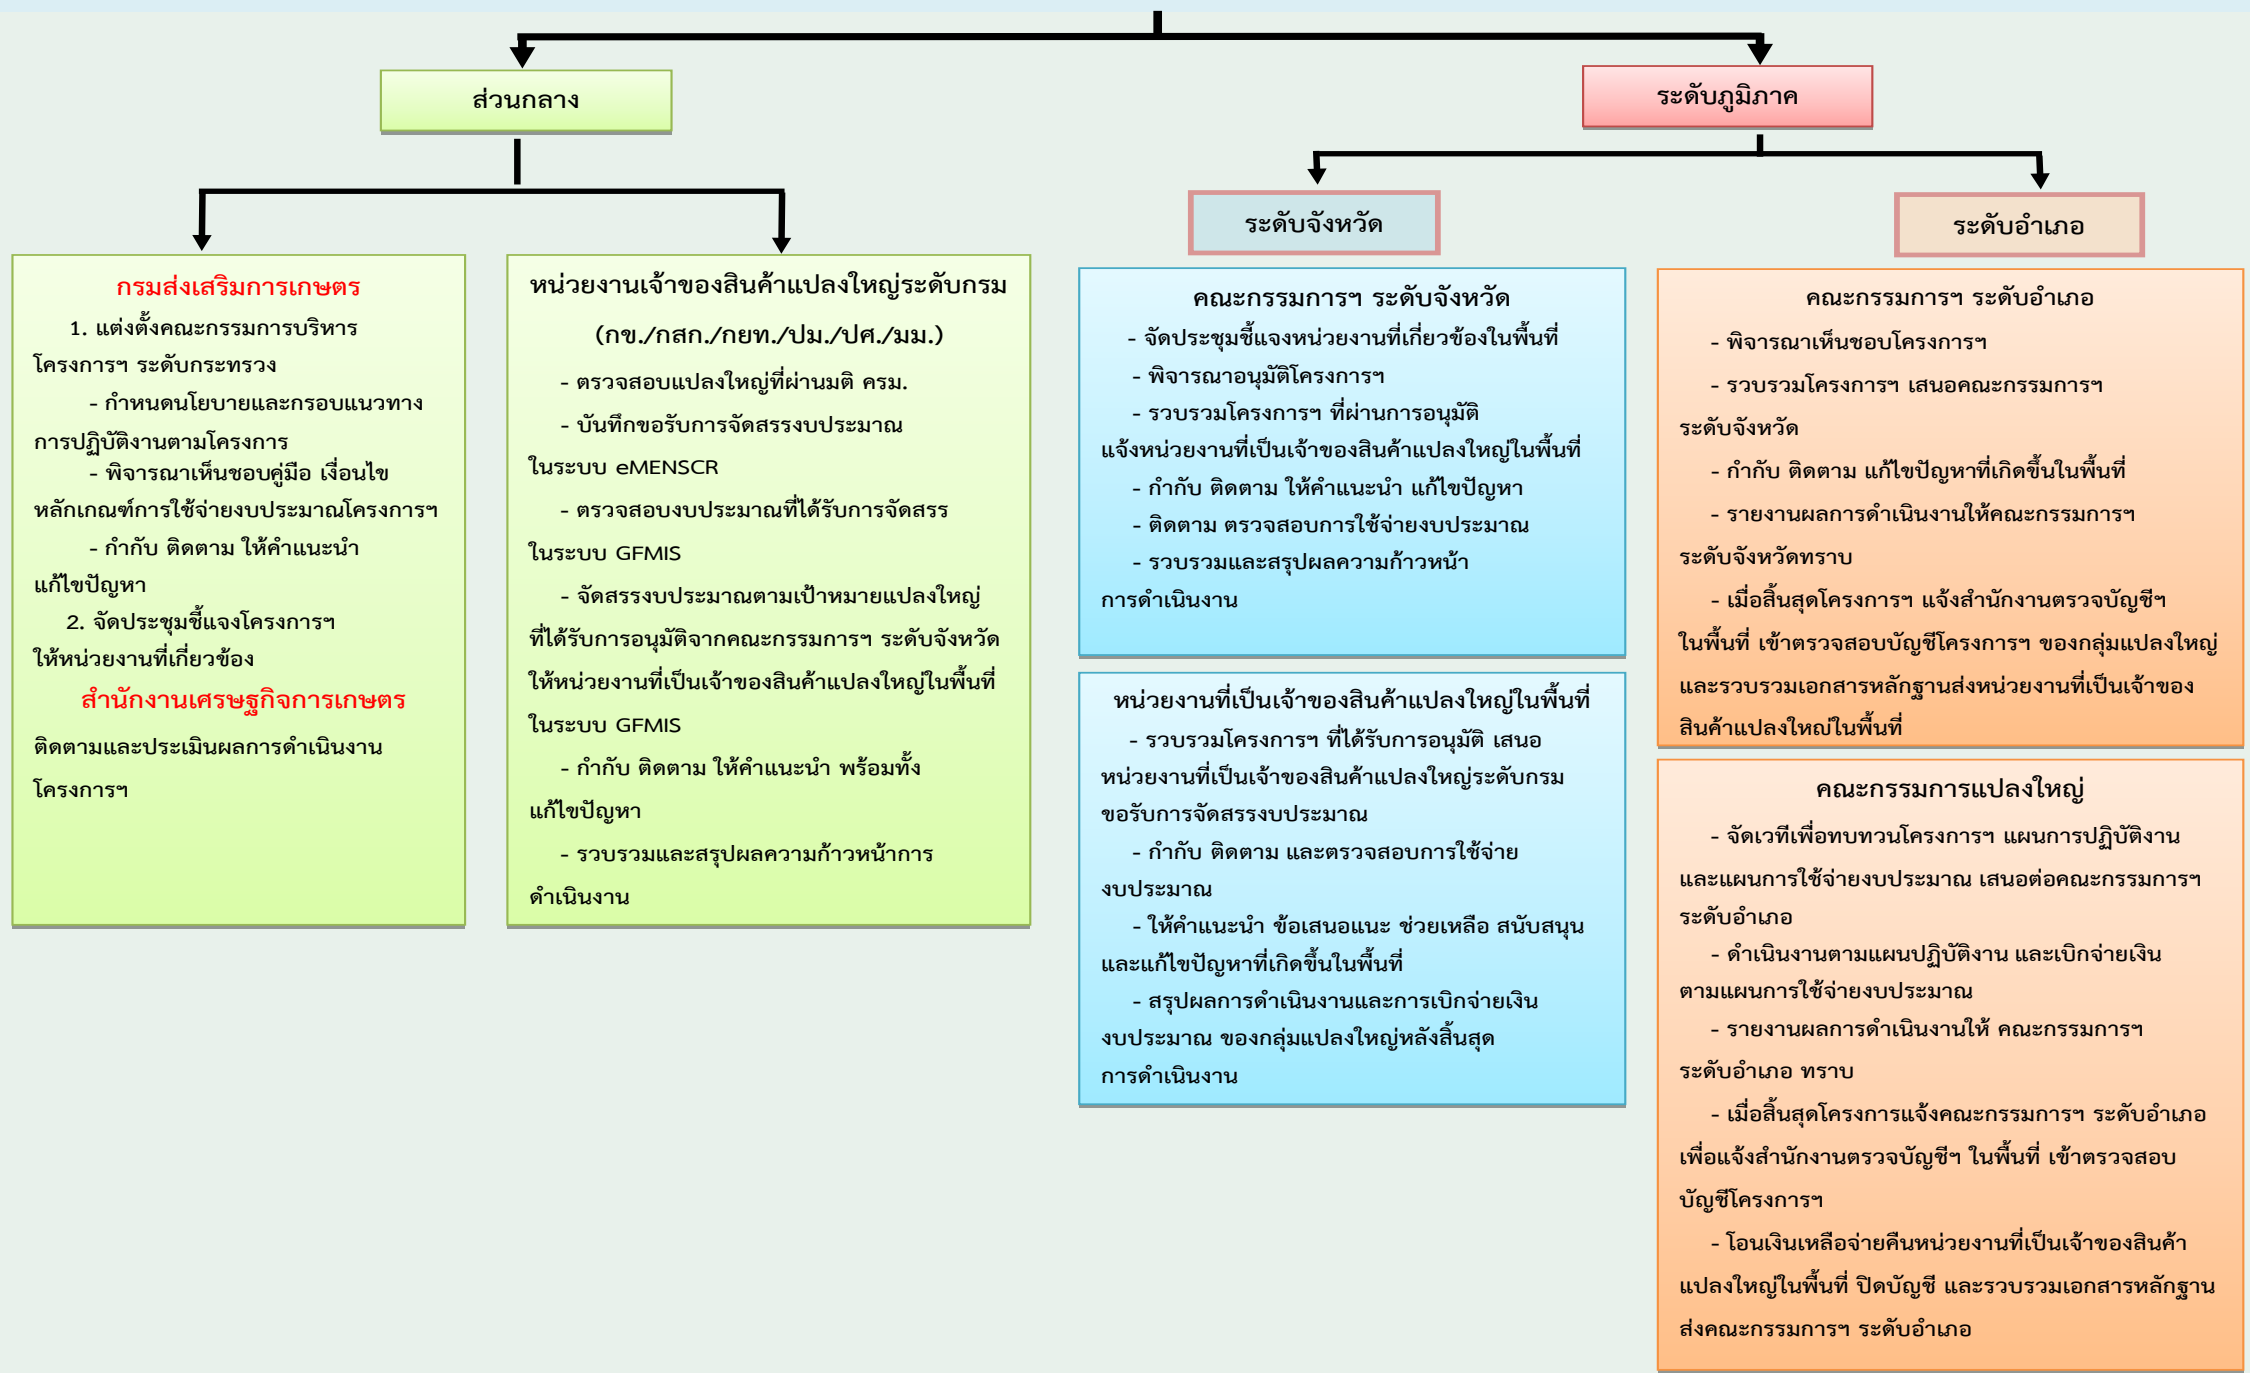 ส่วนกลาง
ระดับภูมิภาค
ระดับจังหวัด
ระดับอำเภอ
กรมส่งเสริมการเกษตร
1. แต่งตั้งคณะกรรมการบริหาร
โครงการฯ ระดับกระทรวง
- กำหนดนโยบายและกรอบแนวทาง
การปฏิบัติงานตามโครงการ
- พิจารณาเห็นชอบคู่มือ เงื่อนไข
หลักเกณฑ์การใช้จ่ายงบประมาณโครงการฯ
- กำกับ ติดตาม ให้คำแนะนำ
แก้ไขปัญหา
2. จัดประชุมชี้แจงโครงการฯ
ให้หน่วยงานที่เกี่ยวข้อง
สำนักงานเศรษฐกิจการเกษตร
ติดตามและประเมินผลการดำเนินงาน
โครงการฯ
หน่วยงานเจ้าของสินค้าแปลงใหญ่ระดับกรม
(กข./กสก./กยท./ปม./ปศ./มม.)
- ตรวจสอบแปลงใหญ่ที่ผ่านมติ ครม.
- บันทึกขอรับการจัดสรรงบประมาณ
ในระบบ eMENSCR
- ตรวจสอบงบประมาณที่ได้รับการจัดสรร
ในระบบ GFMIS
- จัดสรรงบประมาณตามเป้าหมายแปลงใหญ่
ที่ได้รับการอนุมัติจากคณะกรรมการฯ ระดับจังหวัด
ให้หน่วยงานที่เป็นเจ้าของสินค้าแปลงใหญ่ในพื้นที่
ในระบบ GFMIS
- กำกับ ติดตาม ให้คำแนะนำ พร้อมทั้ง
แก้ไขปัญหา
- รวบรวมและสรุปผลความก้าวหน้าการ
ดำเนินงาน
คณะกรรมการฯ ระดับจังหวัด
- จัดประชุมชี้แจงหน่วยงานที่เกี่ยวข้องในพื้นที่
- พิจารณาอนุมัติโครงการฯ
- รวบรวมโครงการฯ ที่ผ่านการอนุมัติ
แจ้งหน่วยงานที่เป็นเจ้าของสินค้าแปลงใหญ่ในพื้นที่
- กำกับ ติดตาม ให้คำแนะนำ แก้ไขปัญหา
- ติดตาม ตรวจสอบการใช้จ่ายงบประมาณ
- รวบรวมและสรุปผลความก้าวหน้า
การดำเนินงาน
หน่วยงานที่เป็นเจ้าของสินค้าแปลงใหญ่ในพื้นที่
- รวบรวมโครงการฯ ที่ได้รับการอนุมัติ เสนอ
หน่วยงานที่เป็นเจ้าของสินค้าแปลงใหญ่ระดับกรม
ขอรับการจัดสรรงบประมาณ
- กำกับ ติดตาม และตรวจสอบการใช้จ่าย
งบประมาณ
- ให้คำแนะนำ ข้อเสนอแนะ ช่วยเหลือ สนับสนุน
และแก้ไขปัญหาที่เกิดขึ้นในพื้นที่
- สรุปผลการดำเนินงานและการเบิกจ่ายเงิน
งบประมาณ ของกลุ่มแปลงใหญ่หลังสิ้นสุด
การดำเนินงาน
คณะกรรมการฯ ระดับอำเภอ
- พิจารณาเห็นชอบโครงการฯ
- รวบรวมโครงการฯ เสนอคณะกรรมการฯ
ระดับจังหวัด
- กำกับ ติดตาม แก้ไขปัญหาที่เกิดขึ้นในพื้นที่
- รายงานผลการดำเนินงานให้คณะกรรมการฯ
ระดับจังหวัดทราบ
- เมื่อสิ้นสุดโครงการฯ แจ้งสำนักงานตรวจบัญชีฯ
ในพื้นที่ เข้าตรวจสอบบัญชีโครงการฯ ของกลุ่มแปลงใหญ่
และรวบรวมเอกสารหลักฐานส่งหน่วยงานที่เป็นเจ้าของ
สินค้าแปลงใหญ่ในพื้นที่
คณะกรรมการแปลงใหญ่
- จัดเวทีเพื่อทบทวนโครงการฯ แผนการปฏิบัติงาน
และแผนการใช้จ่ายงบประมาณ เสนอต่อคณะกรรมการฯ
ระดับอำเภอ
- ดำเนินงานตามแผนปฏิบัติงาน และเบิกจ่ายเงิน
ตามแผนการใช้จ่ายงบประมาณ
- รายงานผลการดำเนินงานให้ คณะกรรมการฯ
ระดับอำเภอ ทราบ
- เมื่อสิ้นสุดโครงการแจ้งคณะกรรมการฯ ระดับอำเภอ
เพื่อแจ้งสำนักงานตรวจบัญชีฯ ในพื้นที่ เข้าตรวจสอบ
บัญชีโครงการฯ
- โอนเงินเหลือจ่ายคืนหน่วยงานที่เป็นเจ้าของสินค้า
แปลงใหญ่ในพื้นที่ ปิดบัญชี และรวบรวมเอกสารหลักฐาน
ส่งคณะกรรมการฯ ระดับอำเภอ